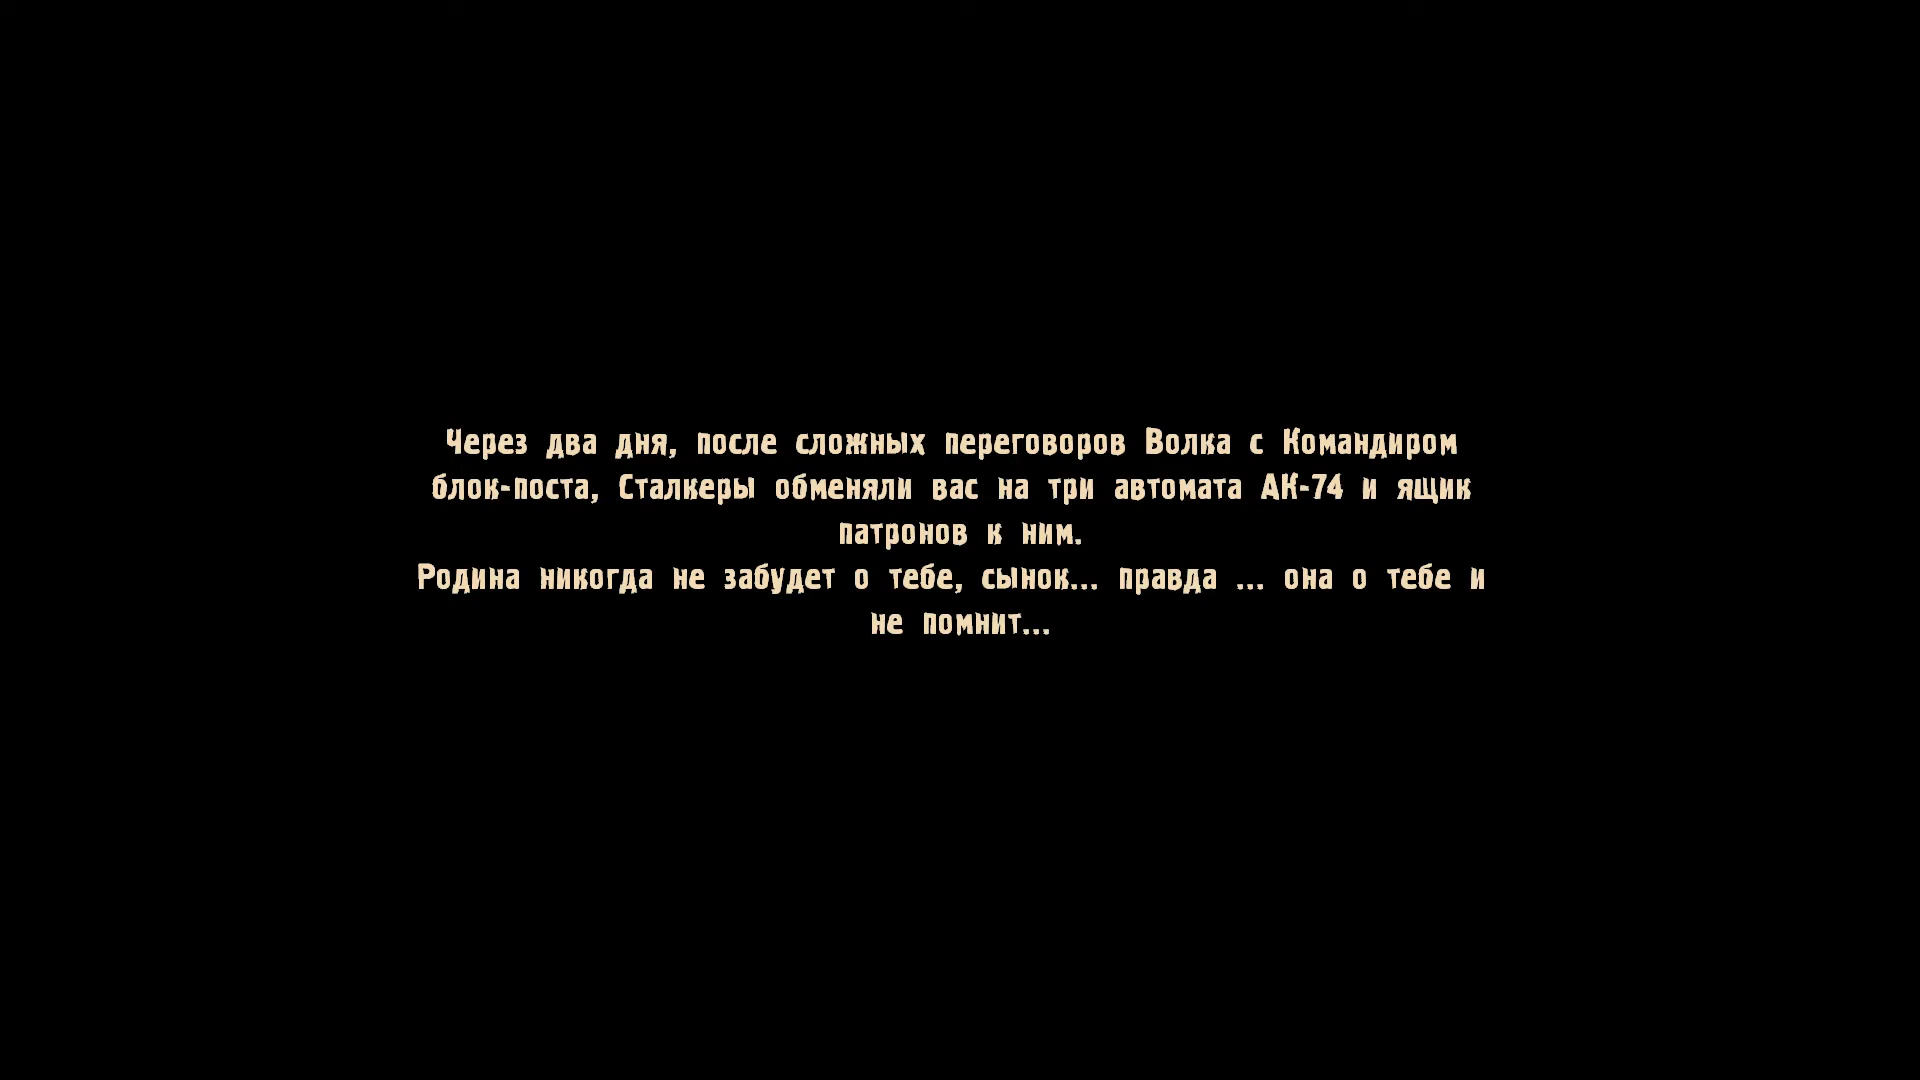 Через два дня, после сложных переговоров Волка с Командиром
блок-поста, Сталкеры обменяли вас на три автомата АК-74 и ящик
патронов к ним.
Родина никогда не забудет о тебе, сынок... правда ... она о тебе и
не помнит...